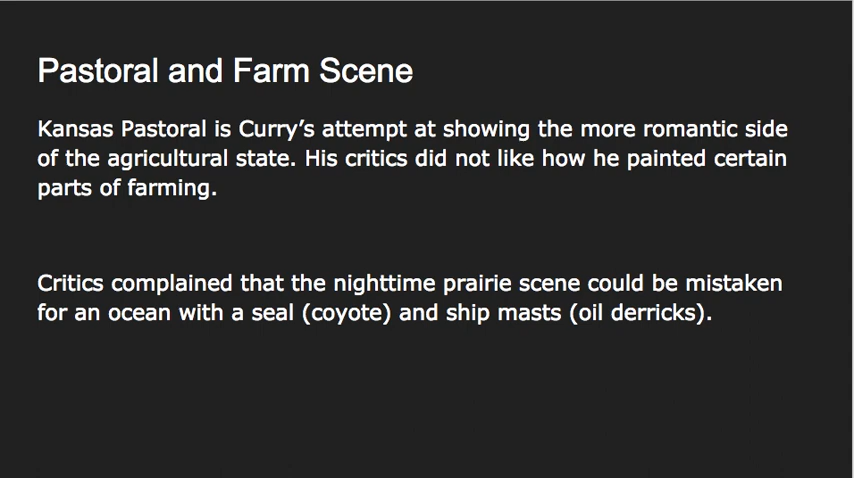 Pastoral and Farm Scene
Kansas Pastoral is Curry’s attempt at showing the more romantic side
of the agricultural state. His critics did not like how he painted certain
parts of farming.
Critics complained that the nighttime prairie scene could be mistaken
for an ocean with a seal (coyote) and ship masts (oil derricks).